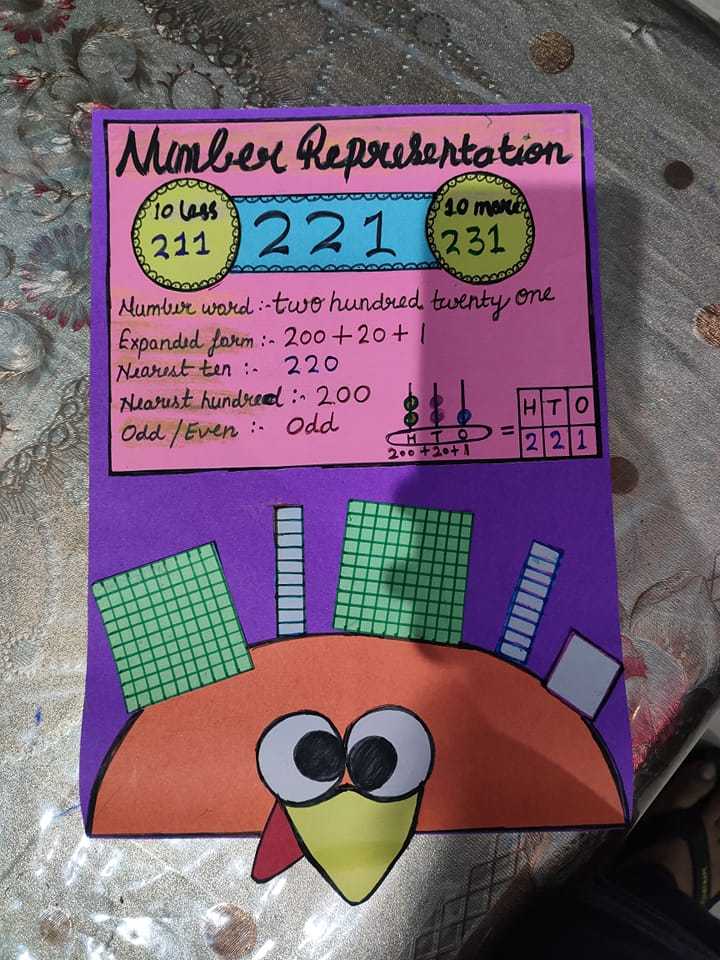 Number Representation
10 less
211
221
10 more
231
Number word :- two hundred twenty one
Expanded form :- 200 + 20 + 1
Nearest ten :- 220
Nearest hundred :- 200
Odd / Even :- Odd
H T O
200 + 20 + 1
=
H T O
2 2 1